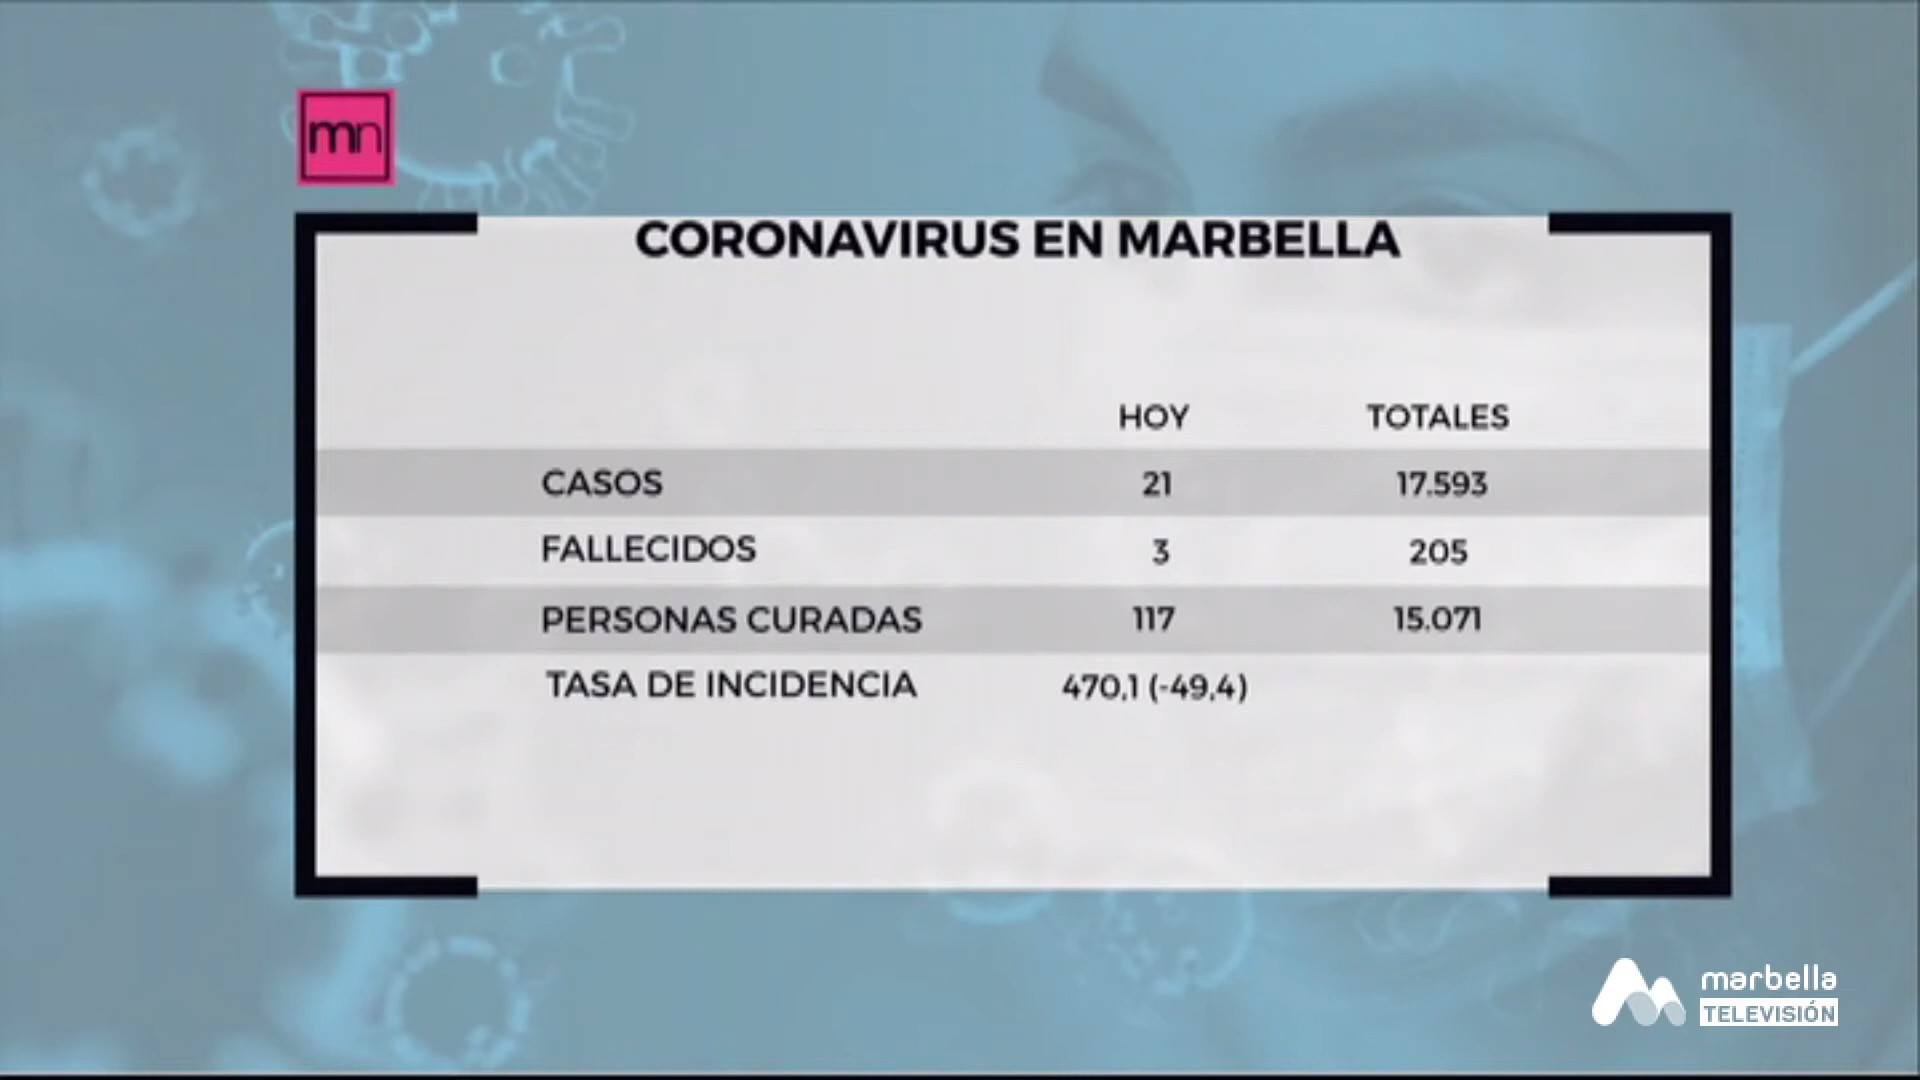 mn
CORONAVIRUS EN MARBELLA
HOY TOTALES
CASOS 21 17.593
FALLECIDOS 3 205
PERSONAS CURADAS 117 15.071
TASA DE INCIDENCIA 470,1 (-49,4)
marbella
TELEVISIÓN